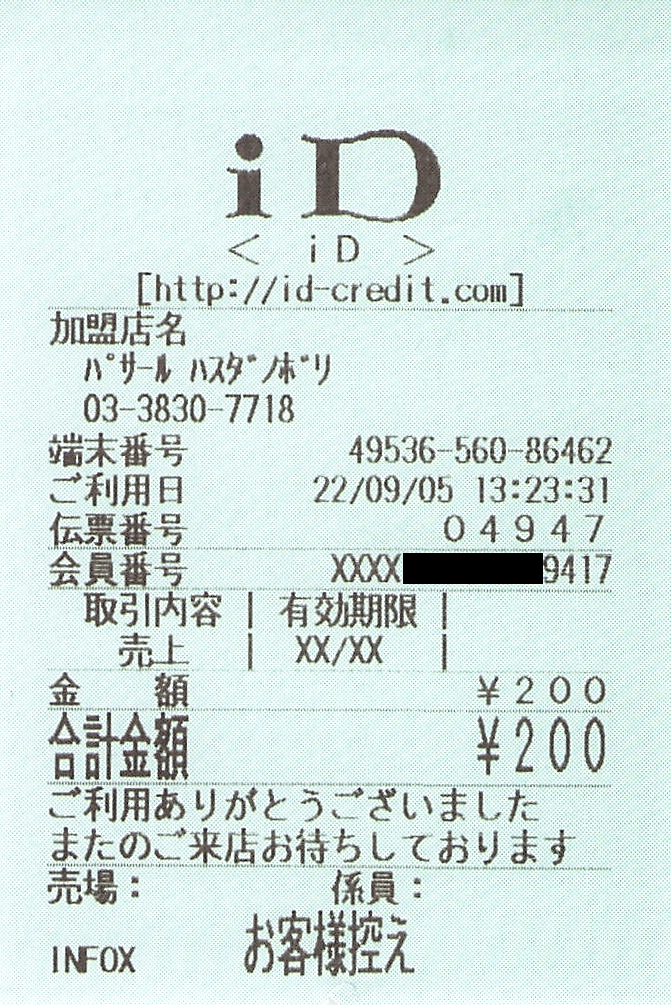 iD
< iD >
[http://id-credit.com]
加盟店名
ﾊﾟｻｰﾙ ﾊｽﾀﾞﾉﾎﾞﾘ
03-3830-7718
端末番号 49536-560-86462
ご利用日 22/09/05 13:23:31
伝票番号 ０４９４７
会員番号 XXXX 9417
取引内容 | 有効期限 |
売上 | XX/XX |
金 額 ￥２００
合計金額 ￥200
ご利用ありがとうございました
またのご来店お待ちしております
売場： 係員：
INFOX お客様控え